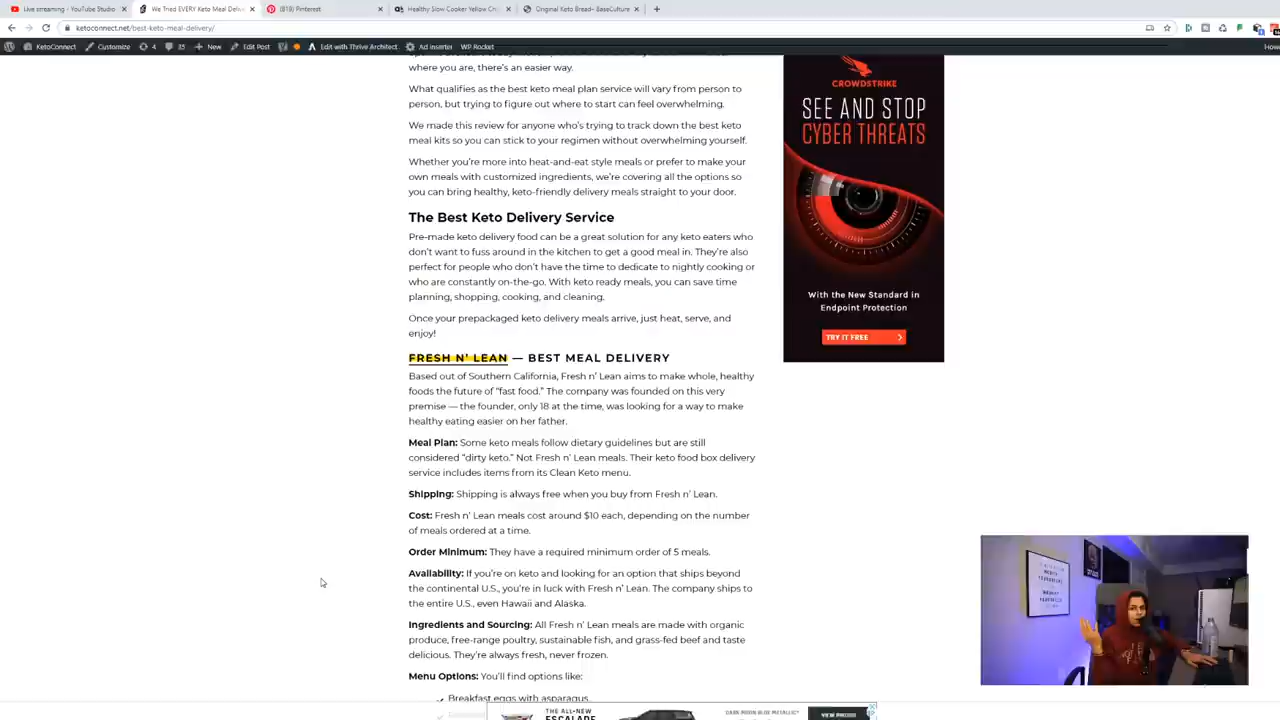 Live streaming - YouTube Studio
We Tried EVERY Keto Meal Deliv
(818) Pinterest
Healthy Slow Cooker Yellow
Original Keto Bread– BaseCulture
ketoconnect.net/best-keto-meal-delivery/
KetoConnect
Customize
4
35
New
Edit Post
Edit with Thrive Architect
Ad inserter
WP Rocket
How
where you are, there's an easier way.
What qualifies as the best keto meal plan service will vary from person to
person, but trying to figure out where to start can feel overwhelming.
We made this review for anyone who's trying to track down the best keto
meal kits so you can stick to your regimen without overwhelming yourself.
Whether you're more into heat-and-eat style meals or prefer to make your
own meals with customized ingredients, we're covering all the options so
you can bring healthy, keto-friendly delivery meals straight to your door.
The Best Keto Delivery Service
Pre-made keto delivery food can be a great solution for any keto eaters who
don't want to fuss around in the kitchen to get a good meal in. They're also
perfect for people who don't have the time to dedicate to nightly cooking or
who are constantly on-the-go. With keto ready meals, you can save time
planning, shopping, cooking, and cleaning.
Once your prepackaged keto delivery meals arrive, just heat, serve, and
enjoy!
FRESH N' LEAN — BEST MEAL DELIVERY
Based out of Southern California, Fresh n' Lean aims to make whole, healthy
foods the future of "fast food." The company was founded on this very
premise — the founder, only 18 at the time, was looking for a way to make
healthy eating easier on her father.
Meal Plan: Some keto meals follow dietary guidelines but are still
considered "dirty keto." Not Fresh n' Lean meals. Their keto food box delivery
service includes items from its Clean Keto menu.
Shipping: Shipping is always free when you buy from Fresh n' Lean.
Cost: Fresh n' Lean meals cost around $10 each, depending on the number
of meals ordered at a time.
Order Minimum: They have a required minimum order of 5 meals.
Availability: If you're on keto and looking for an option that ships beyond
the continental U.S., you're in luck with Fresh n' Lean. The company ships to
the entire U.S., even Hawaii and Alaska.
Ingredients and Sourcing: All Fresh n' Lean meals are made with organic
produce, free-range poultry, sustainable fish, and grass-fed beef and taste
delicious. They're always fresh, never frozen.
Menu Options: You'll find options like:
Breakfast eggs with asparagus
CROWDSTRIKE
SEE AND STOP
CYBER THREATS
With the New Standard in
Endpoint Protection
TRY IT FREE
THE ALL-NEW
ESCALADE
DARK MOON BLUE METALLIC
VIEW PROMO